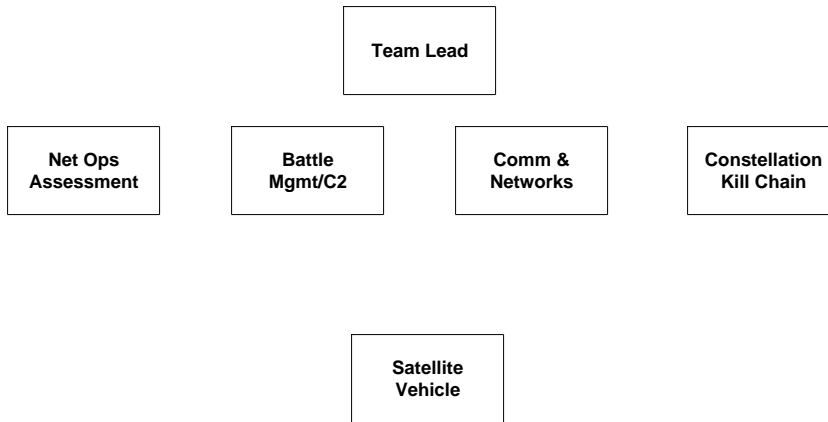 Team Lead
Net Ops
Assessment
Battle
Mgmt/C2
Comm &
Networks
Constellation
Kill Chain
Satellite
Vehicle